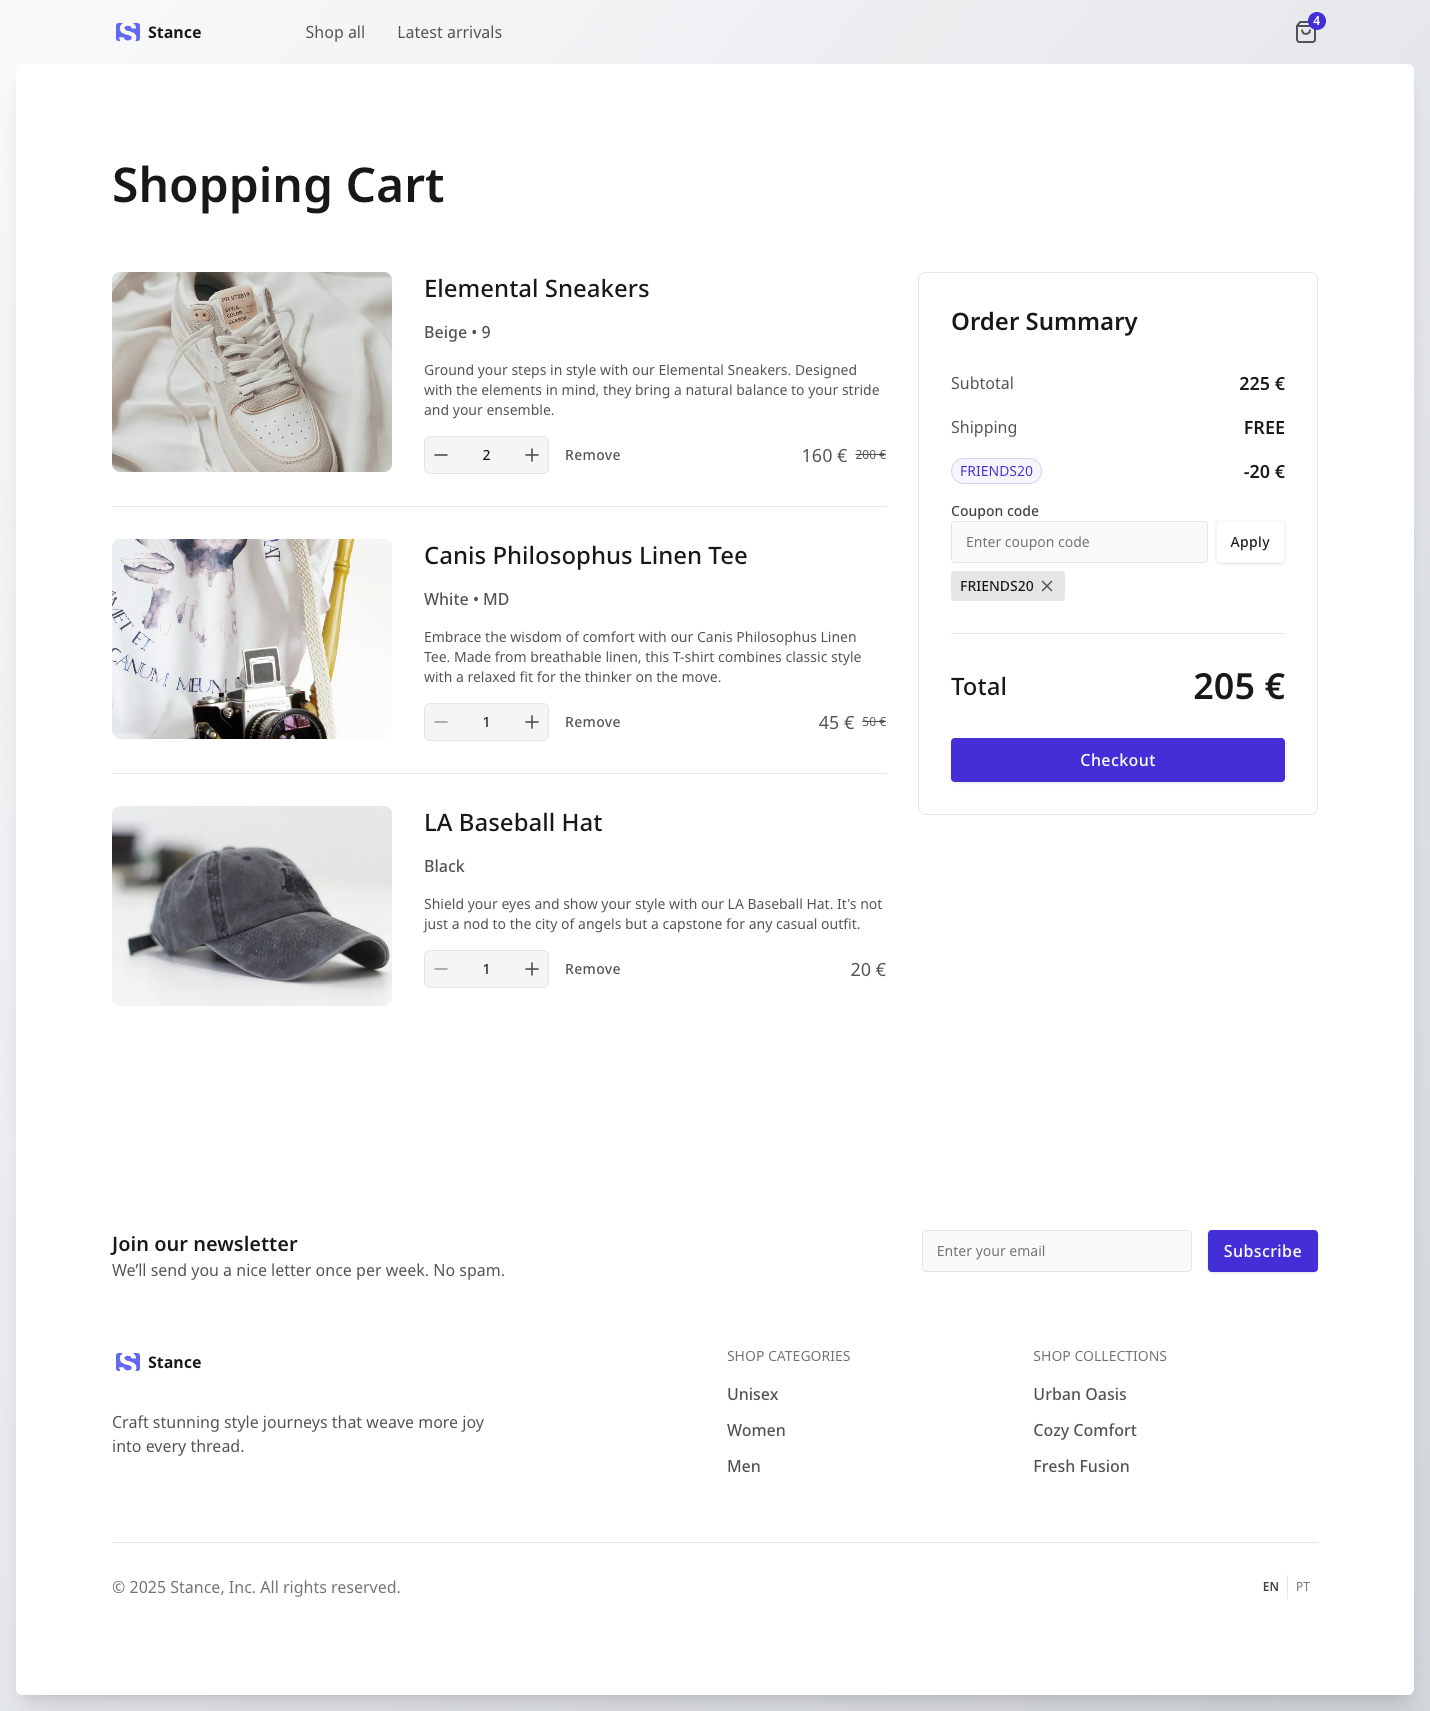 Stance
Shop all
Latest arrivals
4
Shopping Cart
Elemental Sneakers
Beige • 9
Ground your steps in style with our Elemental Sneakers. Designed
with the elements in mind, they bring a natural balance to your stride
and your ensemble.
2
Remove
160 €
200 €
Canis Philosophus Linen Tee
White • MD
Embrace the wisdom of comfort with our Canis Philosophus Linen
Tee. Made from breathable linen, this T-shirt combines classic style
with a relaxed fit for the thinker on the move.
1
Remove
45 €
50 €
CANUM MEUM
LA Baseball Hat
Black
Shield your eyes and show your style with our LA Baseball Hat. It's not
just a nod to the city of angels but a capstone for any casual outfit.
1
Remove
20 €
Order Summary
Subtotal
225 €
Shipping
FREE
FRIENDS20
-20 €
Coupon code
Enter coupon code
Apply
FRIENDS20
Total
205 €
Checkout
Join our newsletter
We'll send you a nice letter once per week. No spam.
Enter your email
Subscribe
Stance
Craft stunning style journeys that weave more joy
into every thread.
SHOP CATEGORIES
Unisex
Women
Men
SHOP COLLECTIONS
Urban Oasis
Cozy Comfort
Fresh Fusion
© 2025 Stance, Inc. All rights reserved.
EN
PT